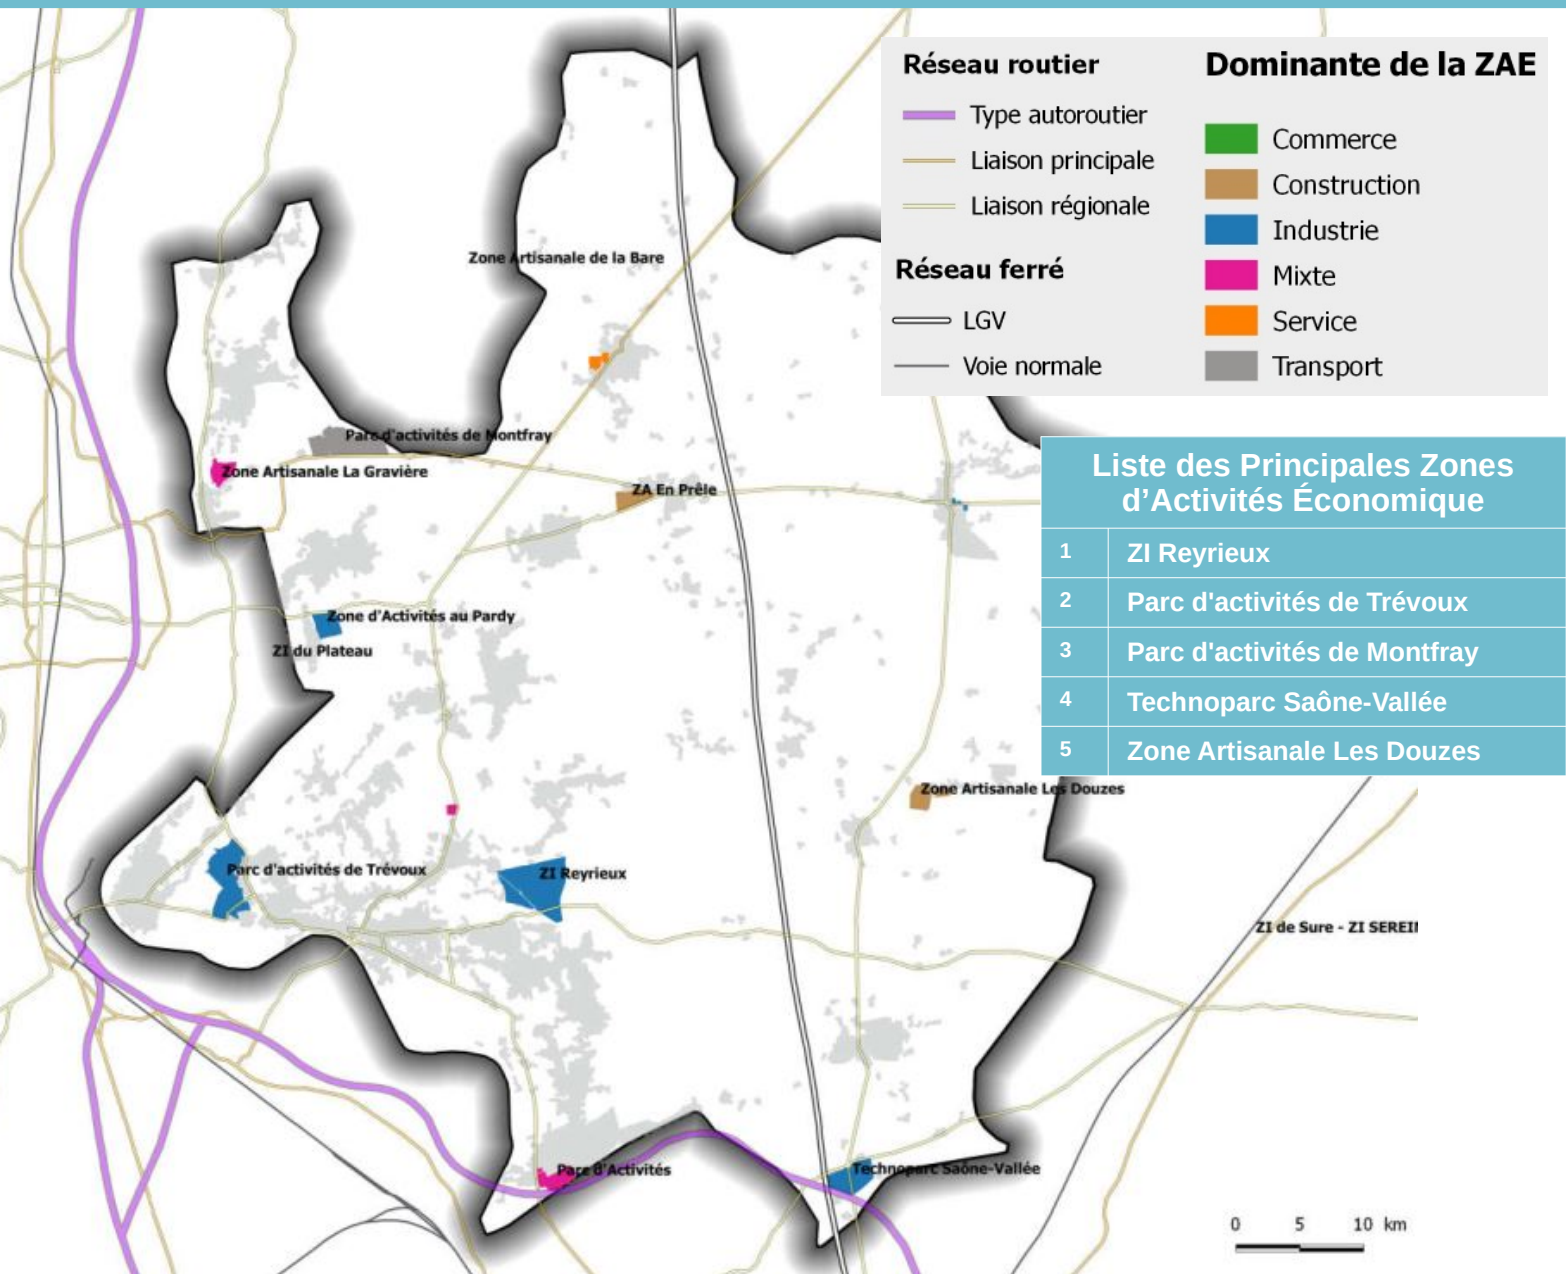 Réseau routier
Type autoroutier
Liaison principale
Liaison régionale
Réseau ferré
LGV
Voie normale
Dominante de la ZAE
Commerce
Construction
Industrie
Mixte
Service
Transport
Zone Artisanale de la Bare
Parc d'activités de Montfray
Zone Artisanale La Gravière
ZA En Prêle
Zone d'Activités au Pardy
ZI du Plateau
Liste des Principales Zones
d’Activités Économique
1 ZI Reyrieux
2 Parc d'activités de Trévoux
3 Parc d'activités de Montfray
4 Technoparc Saône-Vallée
5 Zone Artisanale Les Douzes
Zone Artisanale Les Douzes
Parc d'activités de Trévoux
ZI Reyrieux
ZI de Sure - ZI SEREI
Parc d'Activités
Technoparc Saône-Vallée
0 5 10 km